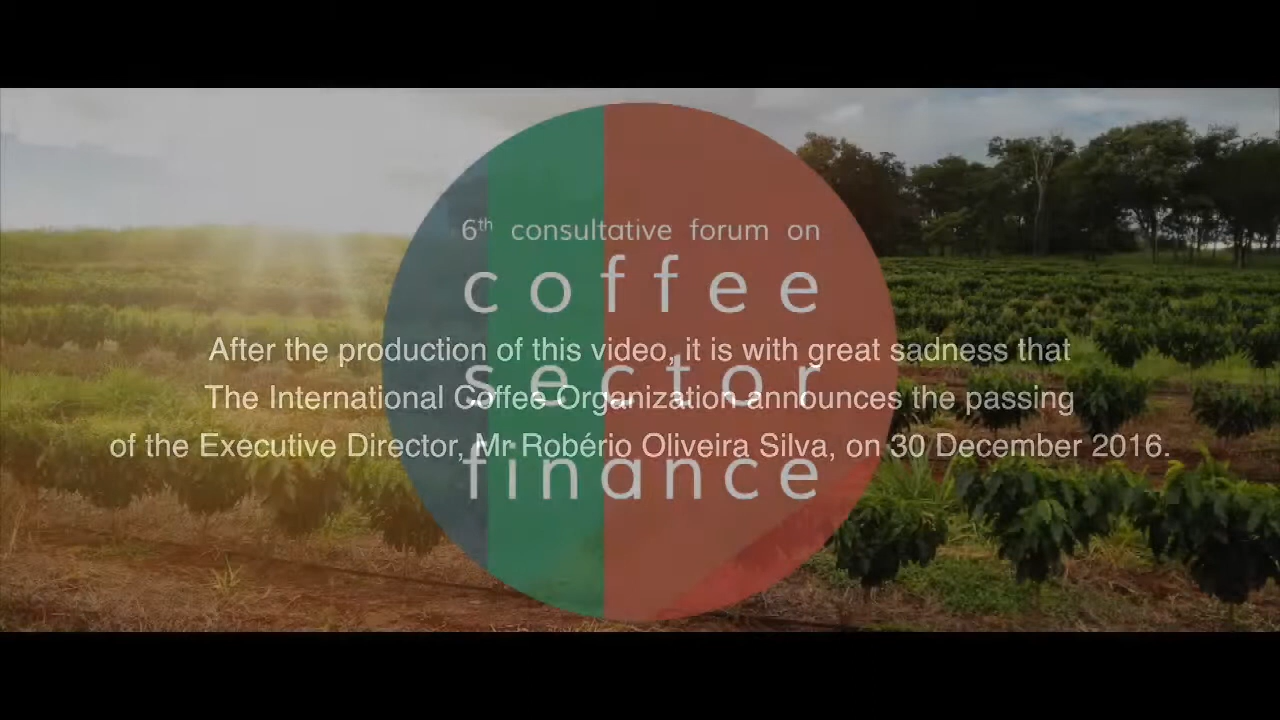 6th consultative forum on
coffee
sector
finance
After the production of this video, it is with great sadness that
The International Coffee Organization announces the passing
of the Executive Director, Mr Robério Oliveira Silva, on 30 December 2016.